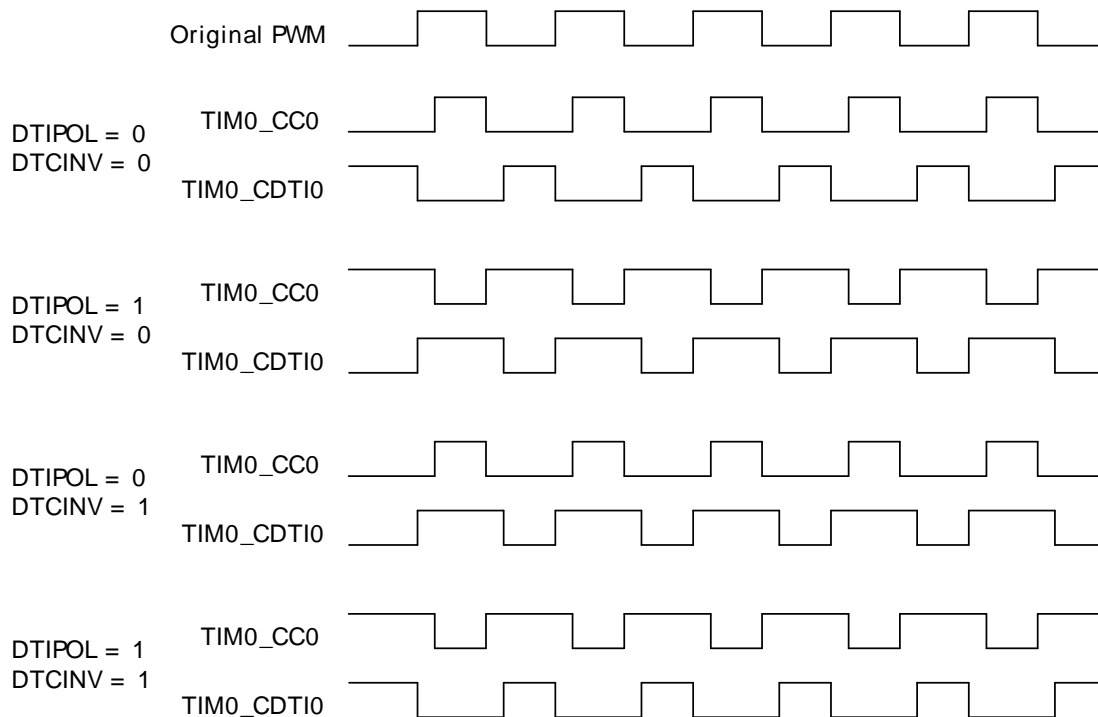 Original PWM
TIM0_CC0
DTIPOL = 0
DTCINV = 0
TIM0_CDTI0
TIM0_CC0
DTIPOL = 1
DTCINV = 0
TIM0_CDTI0
TIM0_CC0
DTIPOL = 0
DTCINV = 1
TIM0_CDTI0
TIM0_CC0
DTIPOL = 1
DTCINV = 1
TIM0_CDTI0